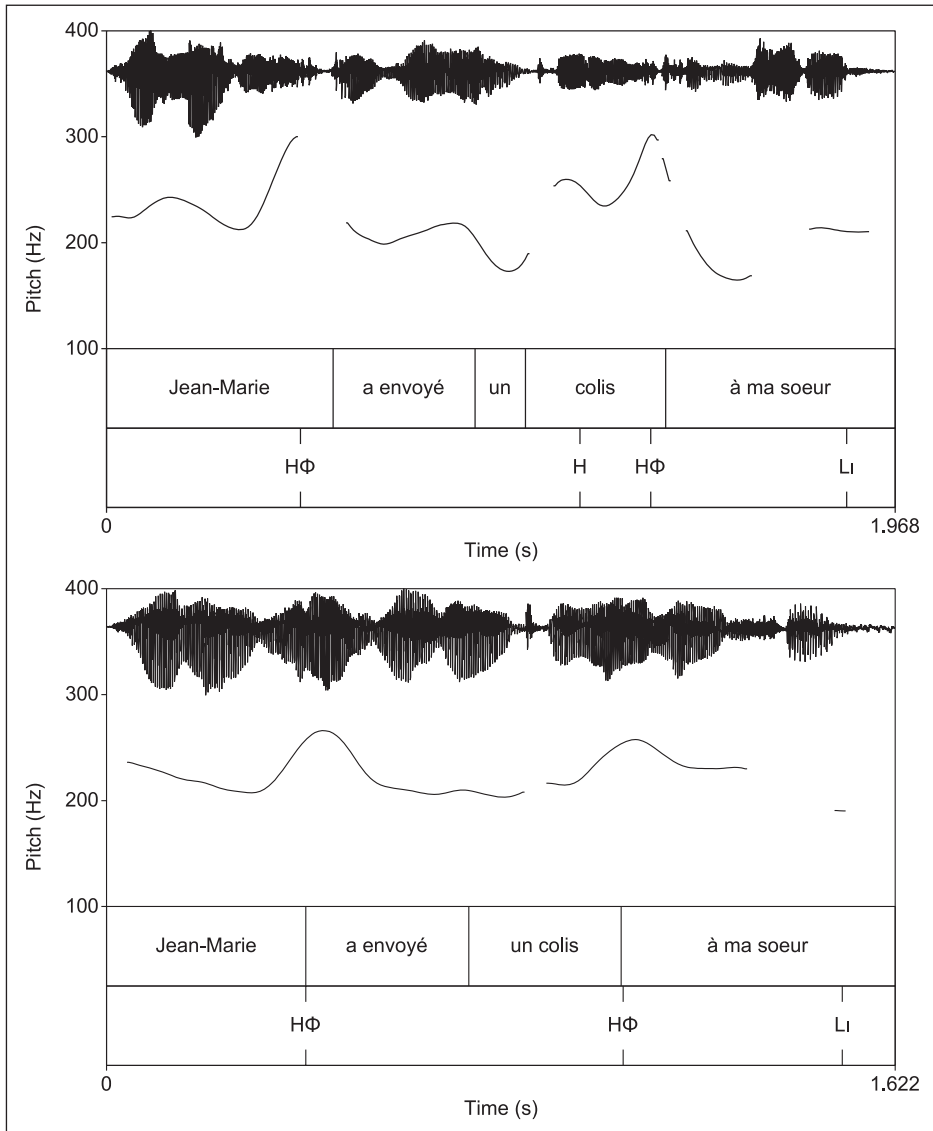 400
300
200
100
Pitch (Hz)
Jean-Marie a envoyé un colis à ma soeur
HΦ H HΦ Lı
0 1.968
Time (s)
400
300
200
100
Pitch (Hz)
Jean-Marie a envoyé un colis à ma soeur
HΦ HΦ Lı
0 1.622
Time (s)